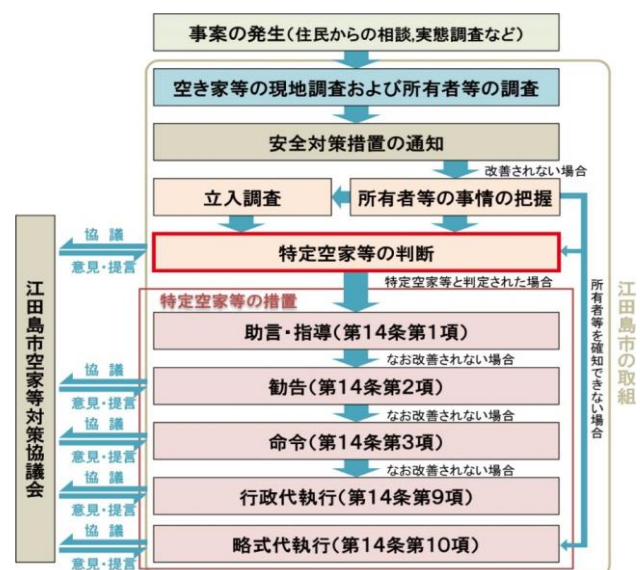 事案の発生(住民からの相談,実態調査など)
空き家等の現地調査および所有者等の調査
安全対策措置の通知
改善されない場合
立入調査
所有者等の事情の把握
協議
意見・提言
特定空家等の判断
特定空家等と判定された場合
特定空家等の措置
助言・指導(第14条第1項)
なお改善されない場合
協議
意見・提言
勧告(第14条第2項)
なお改善されない場合
協議
意見・提言
命令(第14条第3項)
なお改善されない場合
協議
意見・提言
行政代執行(第14条第9項)
協議
意見・提言
略式代執行(第14条第10項)
江田島市空家等対策協議会
所有者等を確知できない場合
江田島市の取組